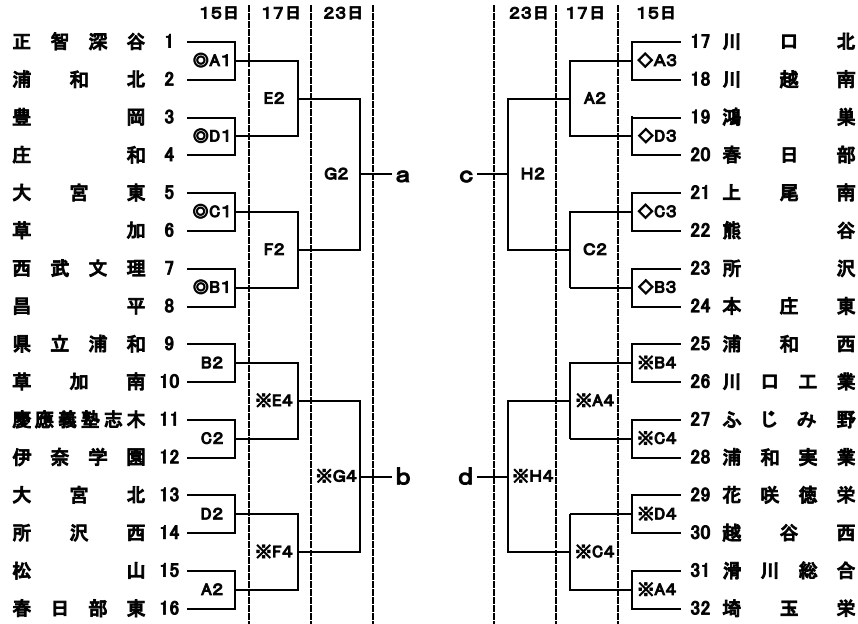 15日 17日 23日 23日 17日 15日
正智深谷 1
◎A1
浦和北 2
E2
豊岡 3
◎D1
庄和 4
G2 a
大宮東 5
◎C1
草加 6
F2
西武文理 7
◎B1
昌平 8
県立浦和 9
B2
草加南 10
※E4
慶應義塾志木 11
C2
伊奈学園 12
※G4 b
大宮北 13
D2
所沢西 14
※F4
松山 15
A2
春日部東 16
17 川口北
◇A3
18 川越南
A2
19 鴻巣
◇D3
20 春日部
c H2
21 上尾南
◇C3
22 熊谷
C2
23 所沢
◇B3
24 本庄東
25 浦和西
※B4
26 川口工業
※A4
27 ふじみ野
※C4
28 浦和実業
d ※H4
29 花咲徳栄
※D4
30 越谷西
※C4
31 滑川総合
※A4
32 埼玉栄